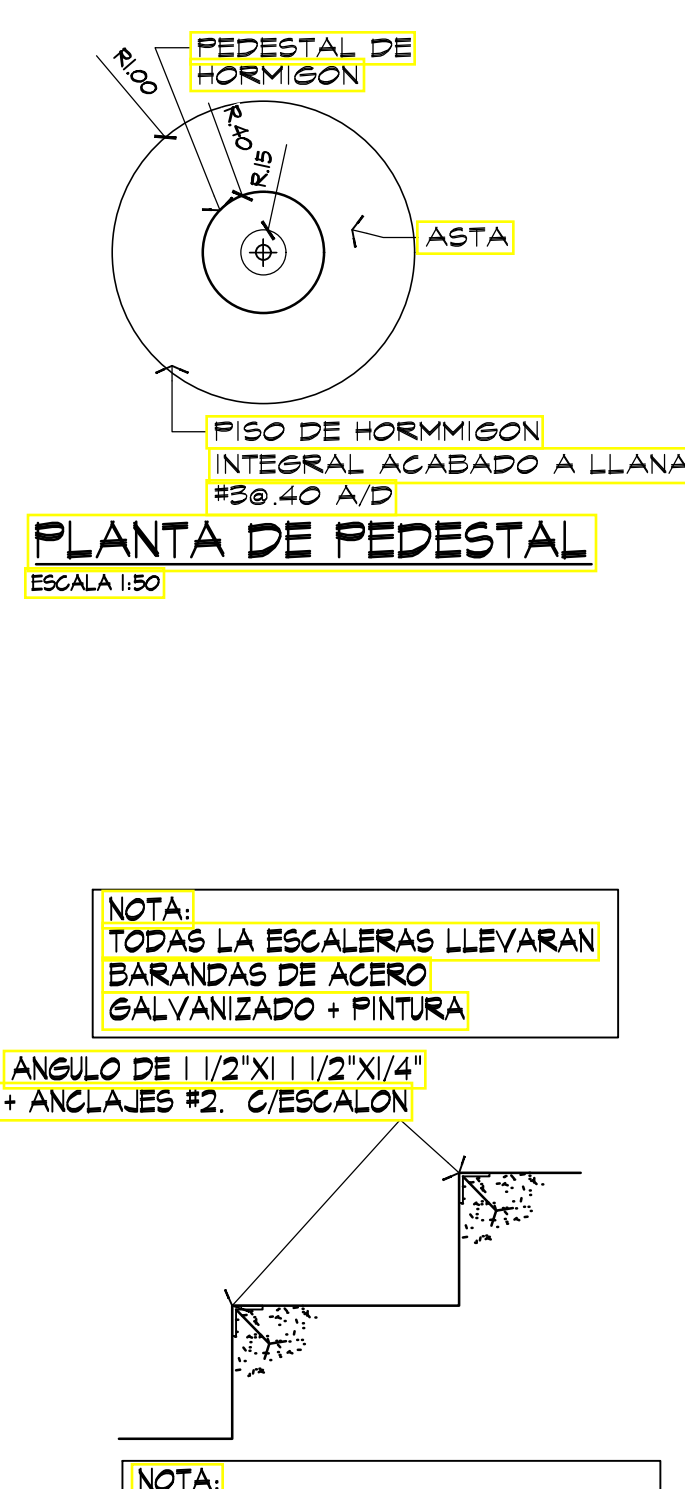 PEDESTAL DE
HORMIGON
R1.00
R.40
R.15
ASTA
PISO DE HORMMIGON
INTEGRAL ACABADO A LLANA
#3@.40 A/D
PLANTA DE PEDESTAL
ESCALA 1:50
NOTA:
TODAS LA ESCALERAS LLEVARAN
BARANDAS DE ACERO
GALVANIZADO + PINTURA
ANGULO DE 1 1/2"X1 1 1/2"X1/4"
+ ANCLAJES #2. C/ESCALON
NOTA: